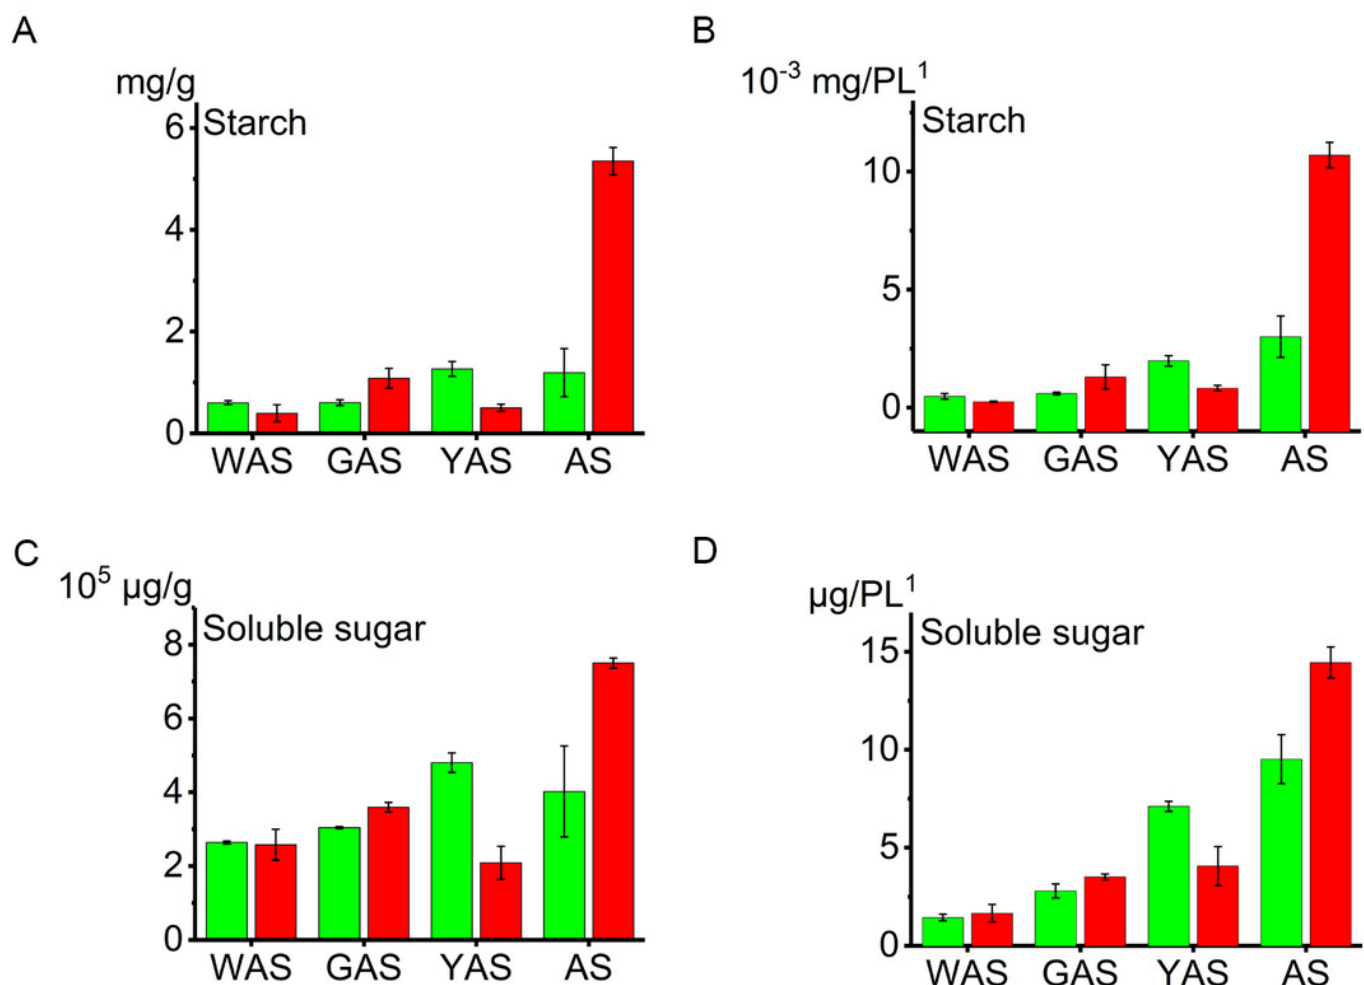 A
mg/g
Starch
6
4
2
0
WAS GAS YAS AS
B
10⁻³ mg/PL¹
Starch
10
5
0
WAS GAS YAS AS
C
10⁵ µg/g
Soluble sugar
8
6
4
2
0
WAS GAS YAS AS
D
µg/PL¹
Soluble sugar
15
10
5
0
WAS GAS YAS AS